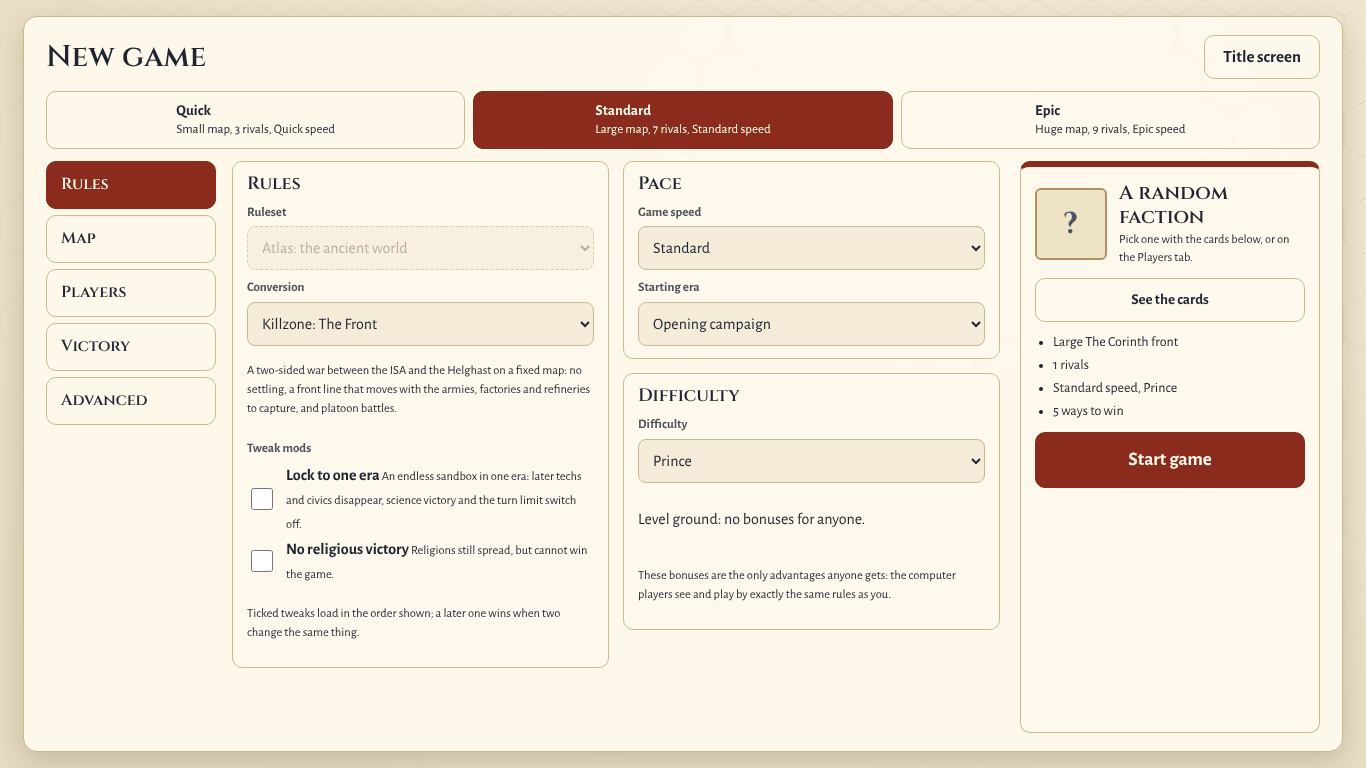 New game
Title screen
Quick
Small map, 3 rivals, Quick speed
Standard
Large map, 7 rivals, Standard speed
Epic
Huge map, 9 rivals, Epic speed
Rules
Map
Players
Victory
Advanced
Rules
Ruleset
Atlas: the ancient world
Conversion
Killzone: The Front
A two-sided war between the ISA and the Helghast on a fixed map: no
settling, a front line that moves with the armies, factories and refineries
to capture, and platoon battles.
Tweak mods
Lock to one era An endless sandbox in one era: later techs
and civics disappear, science victory and the turn limit switch
off.
No religious victory Religions still spread, but cannot win
the game.
Ticked tweaks load in the order shown; a later one wins when two
change the same thing.
Pace
Game speed
Standard
Starting era
Opening campaign
Difficulty
Difficulty
Prince
Level ground: no bonuses for anyone.
These bonuses are the only advantages anyone gets: the computer
players see and play by exactly the same rules as you.
?
A random
faction
Pick one with the cards below, or on
the Players tab.
See the cards
Large The Corinth front
1 rivals
Standard speed, Prince
5 ways to win
Start game